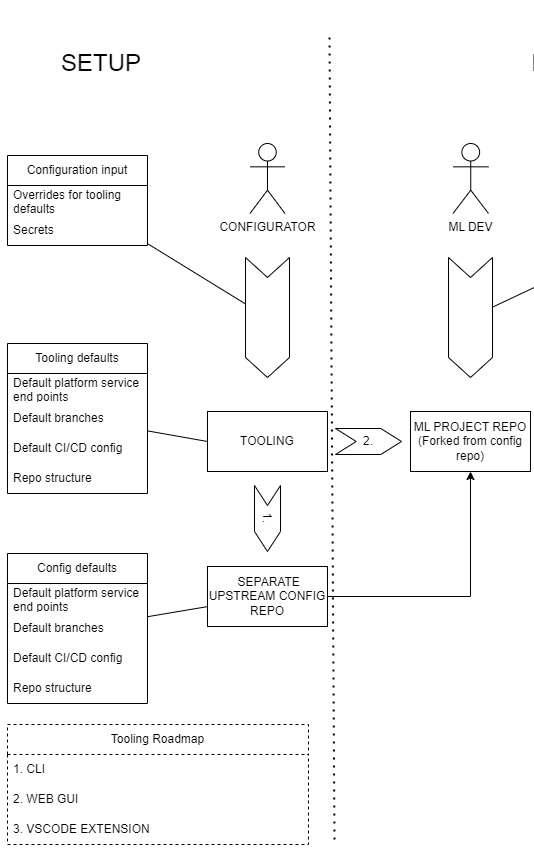 SETUP
Configuration input
Overrides for tooling
defaults
Secrets
CONFIGURATOR
ML DEV
Tooling defaults
Default platform service
end points
Default branches
Default CI/CD config
Repo structure
TOOLING
2.
ML PROJECT REPO
(Forked from config
repo)
1.
Config defaults
Default platform service
end points
Default branches
Default CI/CD config
Repo structure
SEPARATE
UPSTREAM CONFIG
REPO
Tooling Roadmap
1. CLI
2. WEB GUI
3. VSCODE EXTENSION